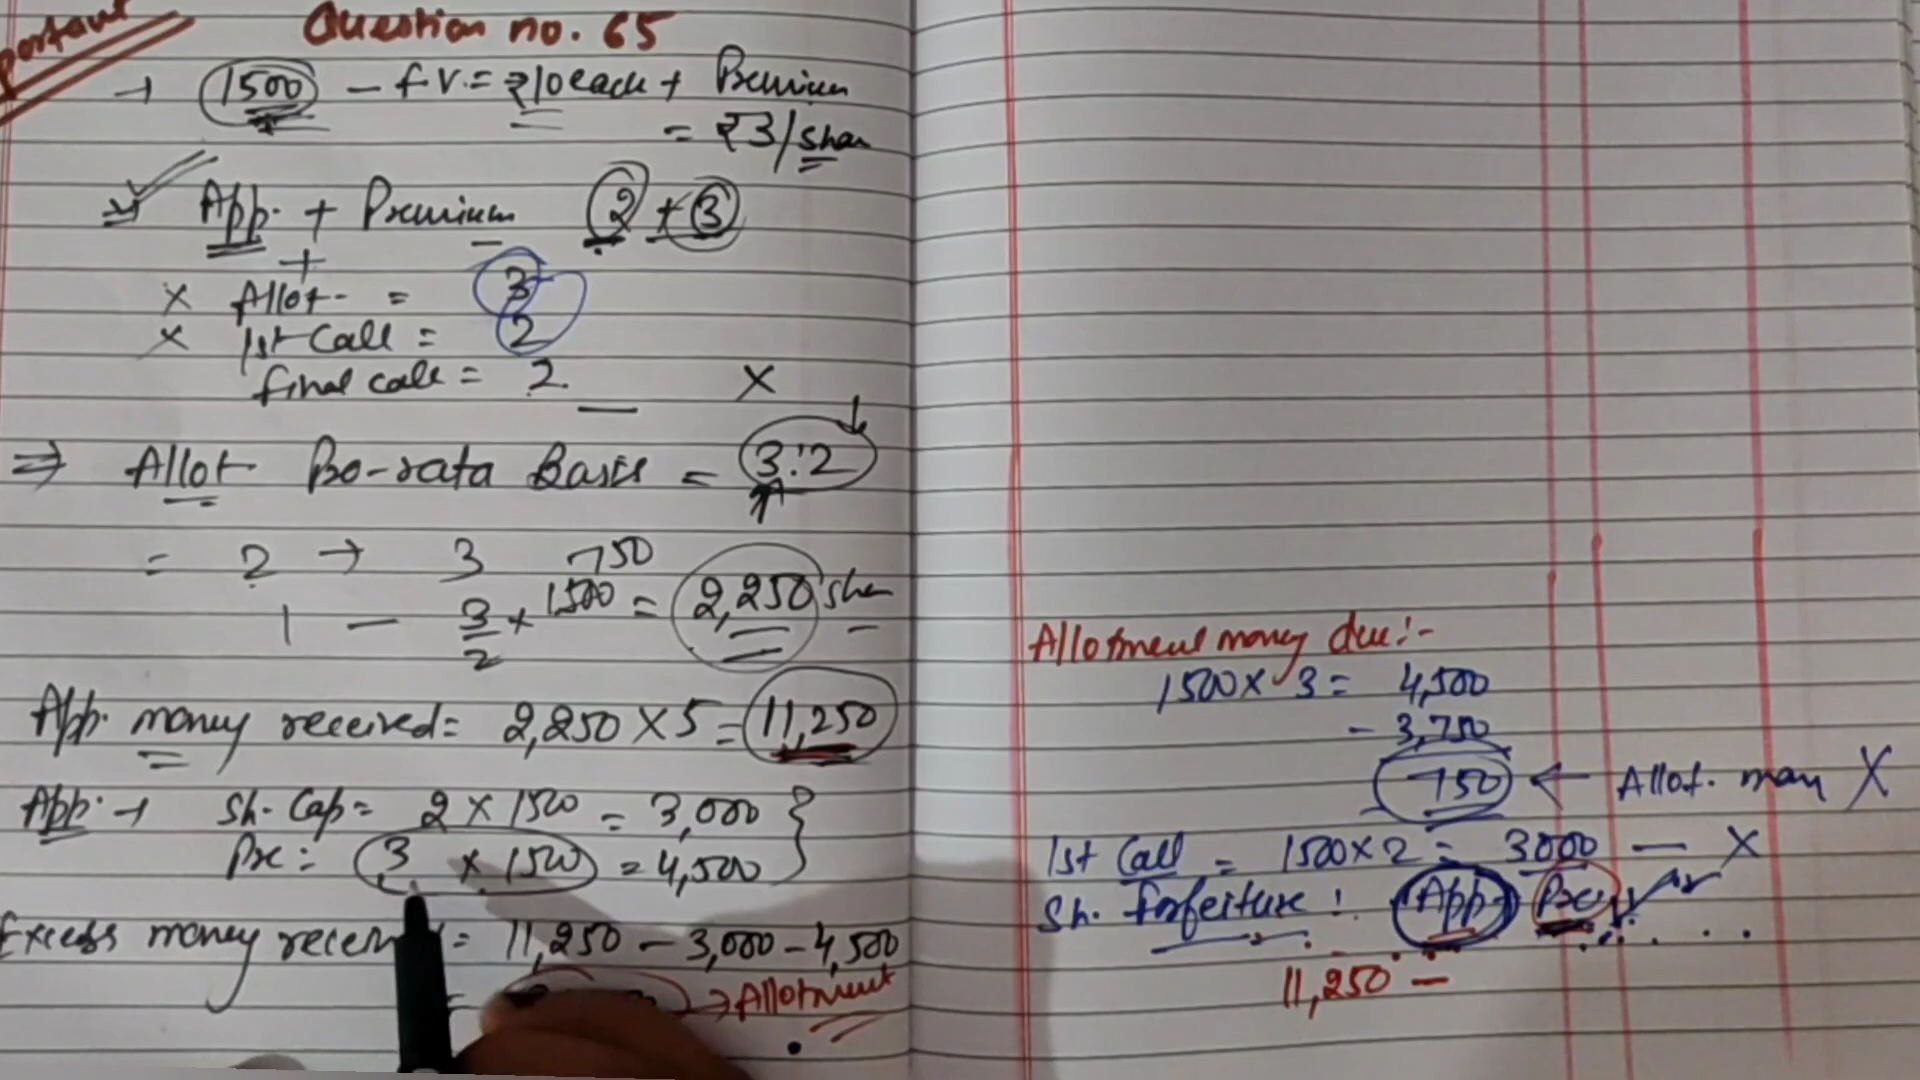 Question no. 65
→ 1500 - f V. = ₹10 each + Premium
= ₹3/Share
App. + Premium 2 + 3
+
X Allot. = 3
X 1st Call = 2
final call = 2 X
⇒ Allot Pro-rata Basis = 3:2
= 2 → 3 750
1 - 3/2 × 1500 = 2,250 share
App. money received = 2,250 × 5 = 11,250
App. → Sh. Cap = 2 × 1500 = 3,000
Pre = 3 × 1500 = 4,500
Excess money = 11,250 - 3,000 - 4,500
→ Allotment
Allotment money due :-
1500 × 3 = 4,500
- 3,750
750 ← Allot. money X
1st Call = 1500 × 2 = 3000 — X
Sh. Forfeiture : App. Pre
11,250 —